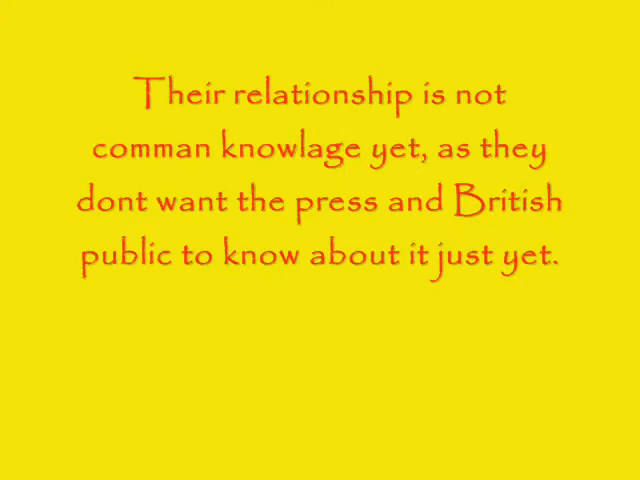 Their relationship is not
comman knowlage yet, as they
dont want the press and British
public to know about it just yet.